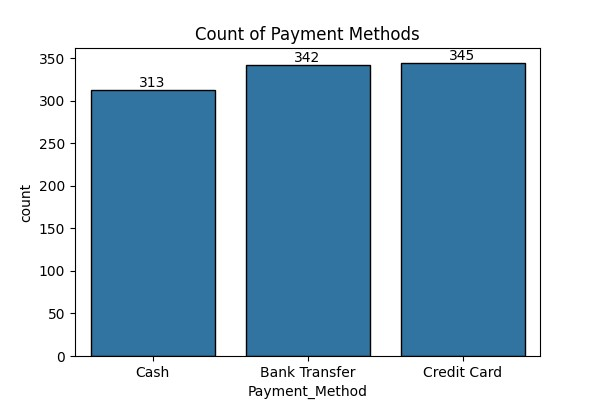 Count of Payment Methods
313
342
345
350
300
250
200
150
100
50
0
count
Cash
Bank Transfer
Credit Card
Payment_Method